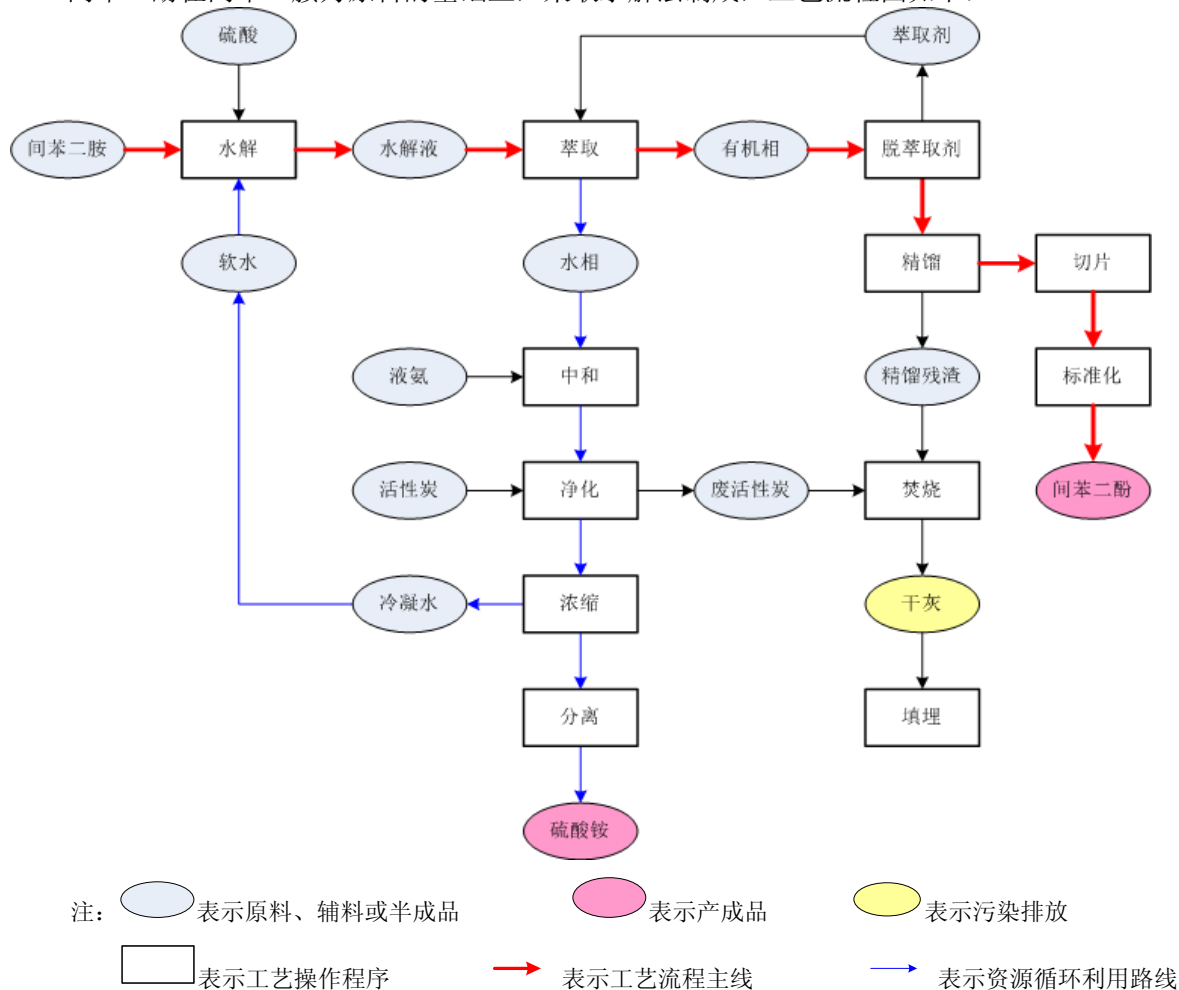 硫酸
萃取剂
间苯二胺
水解
水解液
萃取
有机相
脱萃取剂
软水
水相
精馏
切片
液氨
中和
精馏残渣
标准化
活性炭
净化
废活性炭
焚烧
间苯二酚
冷凝水
浓缩
干灰
分离
填埋
硫酸铵
注：
表示原料、辅料或半成品
表示产成品
表示污染排放
表示工艺操作程序
表示工艺流程主线
表示资源循环利用路线